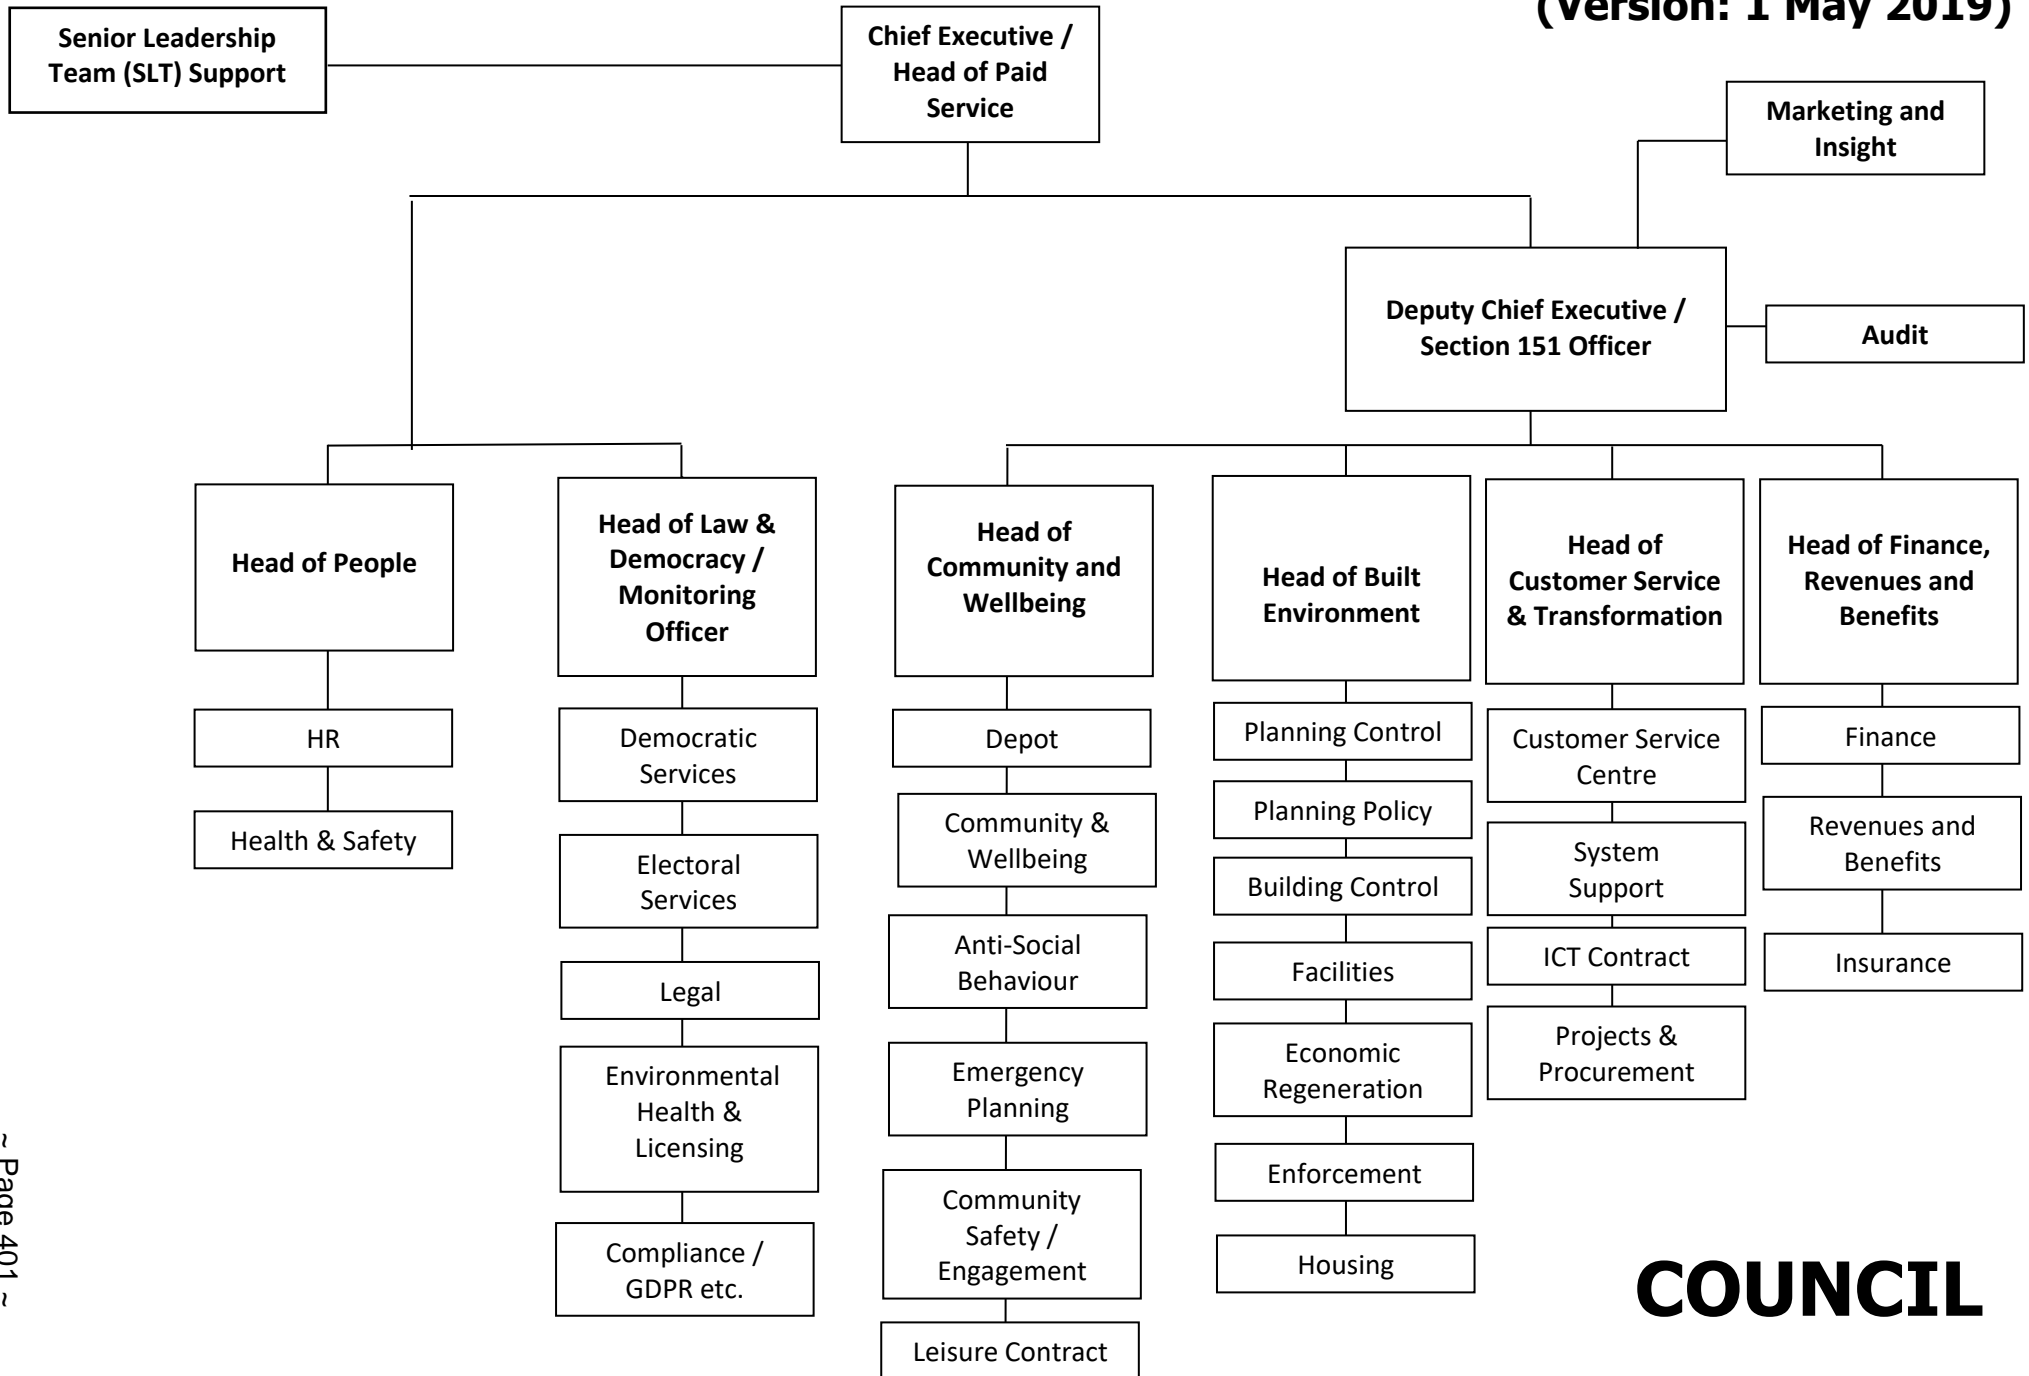 (Version: 1 May 2019)
Senior Leadership
Team (SLT) Support
Chief Executive /
Head of Paid
Service
Marketing and
Insight
Deputy Chief Executive /
Section 151 Officer
Audit
Head of People
HR
Health & Safety
Head of Law &
Democracy /
Monitoring
Officer
Democratic
Services
Electoral
Services
Legal
Environmental
Health &
Licensing
Compliance /
GDPR etc.
Head of
Community and
Wellbeing
Depot
Community &
Wellbeing
Anti-Social
Behaviour
Emergency
Planning
Community
Safety /
Engagement
Leisure Contract
Head of Built
Environment
Planning Control
Planning Policy
Building Control
Facilities
Economic
Regeneration
Enforcement
Housing
Head of
Customer Service
& Transformation
Customer Service
Centre
System
Support
ICT Contract
Projects &
Procurement
Head of Finance,
Revenues and
Benefits
Finance
Revenues and
Benefits
Insurance
COUNCIL
~ Page 401 ~